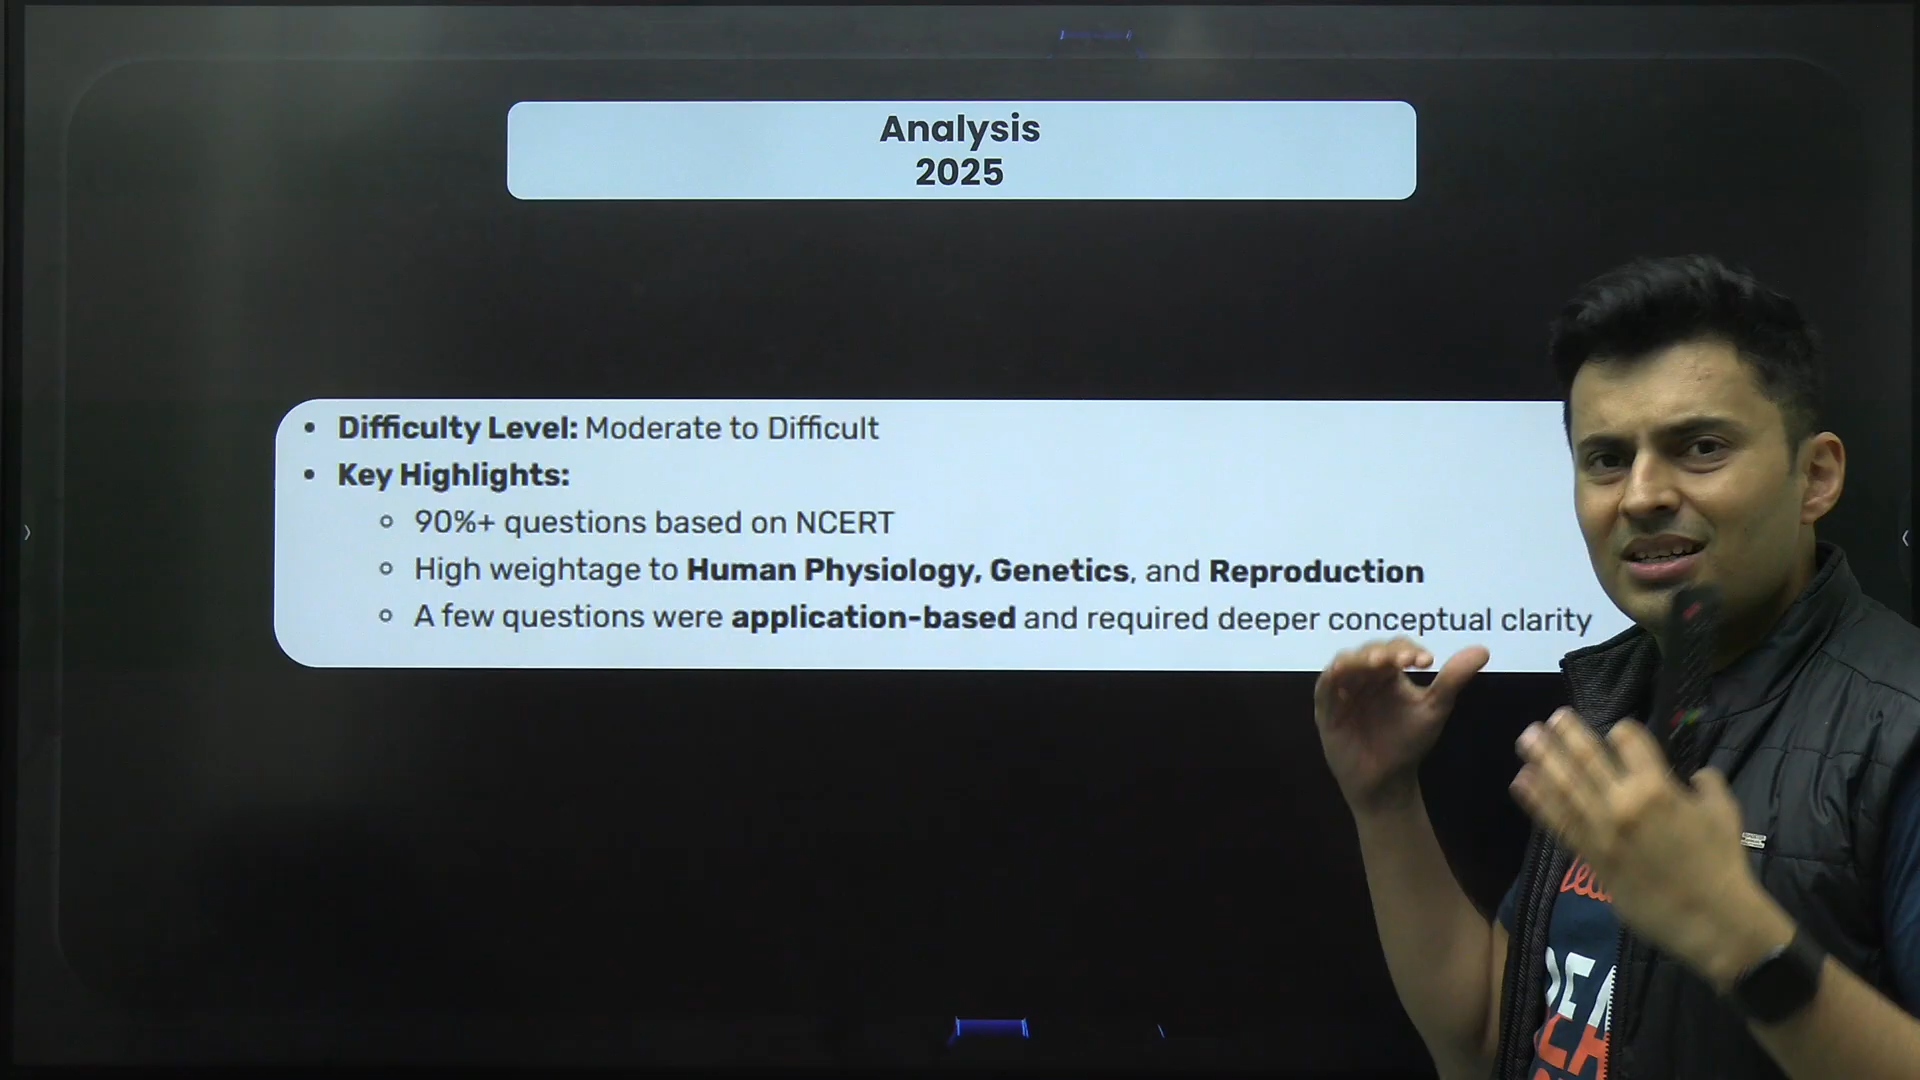 Analysis
2025
• Difficulty Level: Moderate to Difficult
• Key Highlights:
○ 90%+ questions based on NCERT
○ High weightage to Human Physiology, Genetics, and Reproduction
○ A few questions were application-based and required deeper conceptual clarity